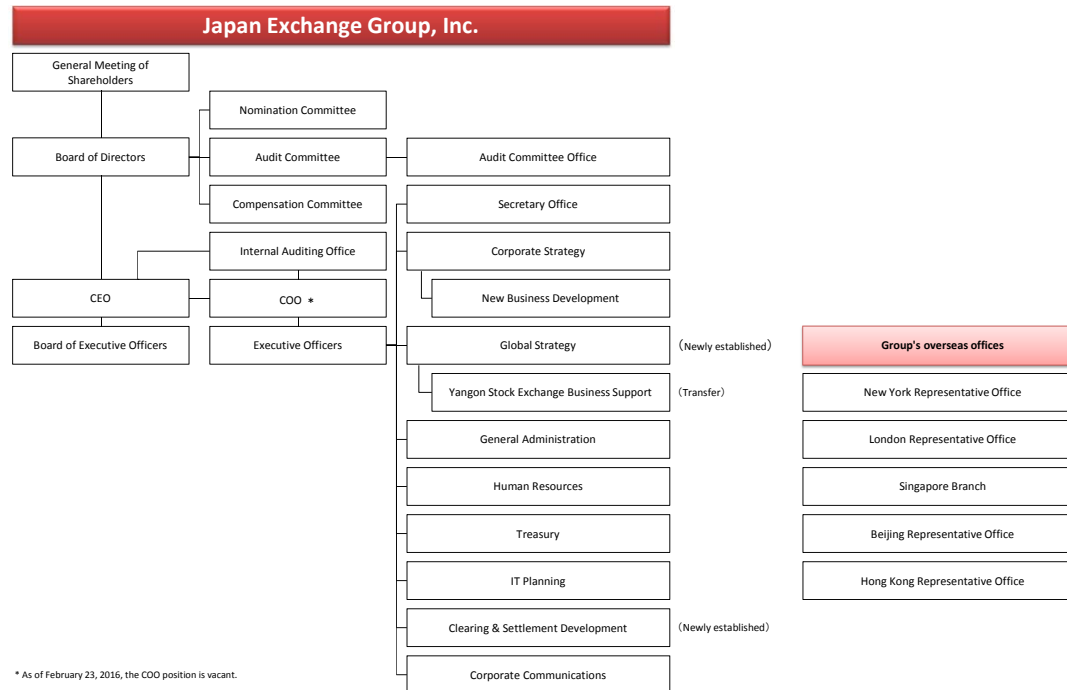 Japan Exchange Group, Inc.
General Meeting of
Shareholders
Nomination Committee
Board of Directors
Audit Committee
Audit Committee Office
Compensation Committee
Secretary Office
Internal Auditing Office
Corporate Strategy
CEO
COO *
New Business Development
Board of Executive Officers
Executive Officers
Global Strategy
(Newly established)
Group's overseas offices
Yangon Stock Exchange Business Support
(Transfer)
New York Representative Office
General Administration
London Representative Office
Human Resources
Singapore Branch
Treasury
Beijing Representative Office
IT Planning
Hong Kong Representative Office
Clearing & Settlement Development
(Newly established)
Corporate Communications
* As of February 23, 2016, the COO position is vacant.